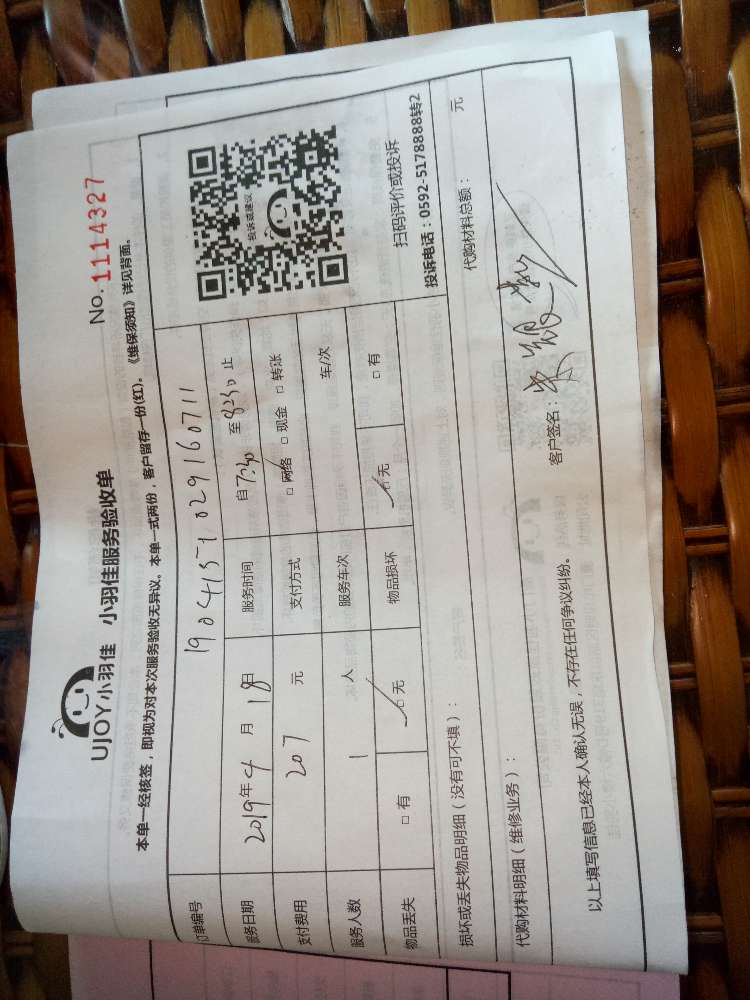 UJOY小羽佳 小羽佳服务验收单
No. 1114327
本单一经核签，即视为对本次服务验收无异议。本单一式两份，客户留存一份(红)。《维保须知》详见背面。
订单编号
服务日期 2019年4月18日 服务时间 自7:30 至8230止
支付费用 207 元 支付方式 □网络 □现金 □转账
服务人数 1 人 服务车次 车/次
物品丢失 □有 □无 物品损坏 □无 □有
投诉或建议
扫码评价或投诉
投诉电话：0592-5178888转2
损坏或丢失物品明细（没有可不填）：
代购材料明细（维修业务）： 代购材料总额： 元
以上填写信息已经本人确认无误，不存在任何争议纠纷。 客户签名：